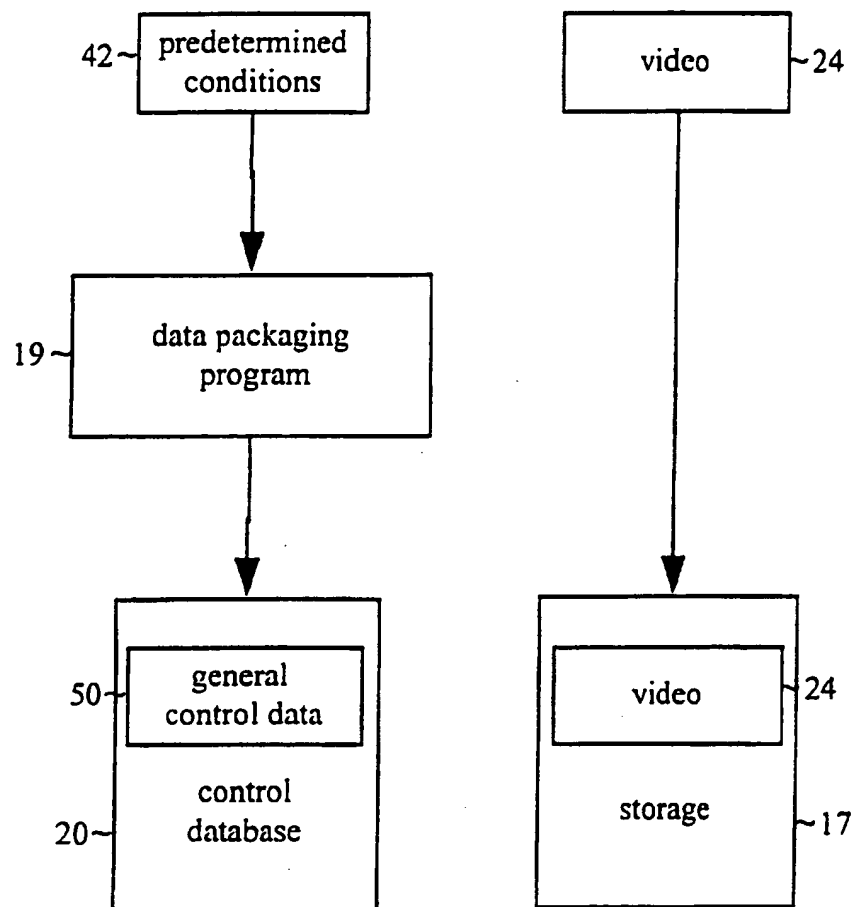 42
predetermined
conditions
video
24
19
data packaging
program
50
general
control data
video
24
control
database
20
storage
17